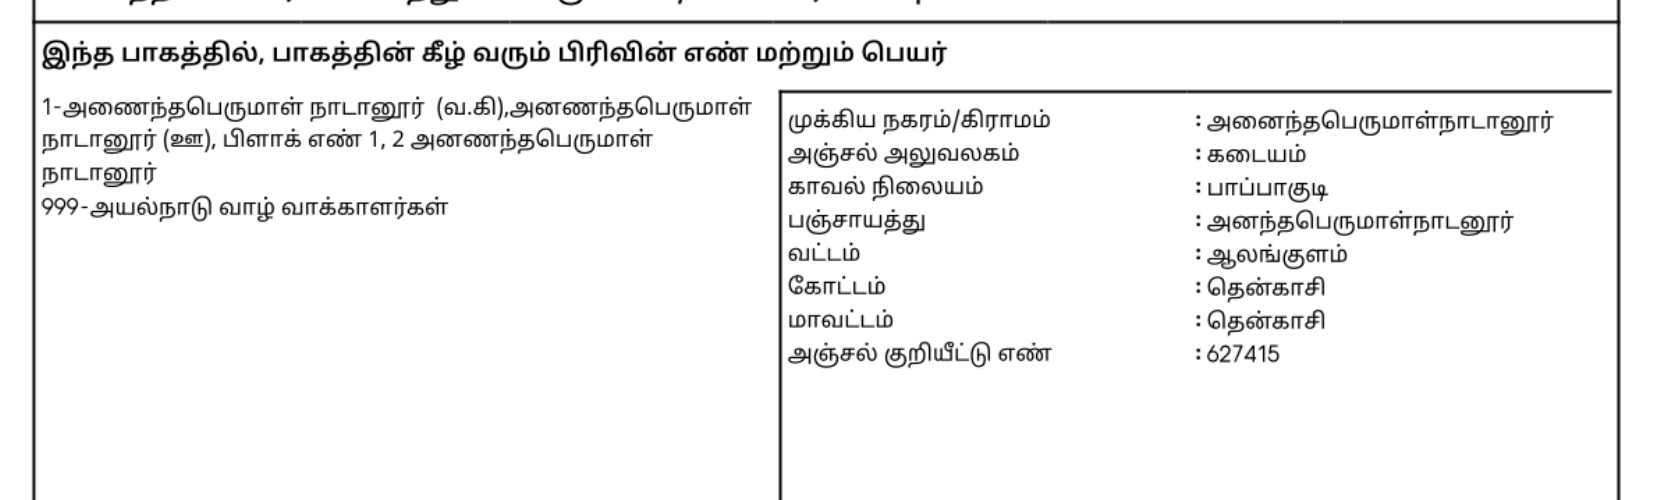 இந்த பாகத்தில், பாகத்தின் கீழ் வரும் பிரிவின் எண் மற்றும் பெயர்
1-அணைந்தபெருமாள் நாடானூர் (வ.கி),அனணந்தபெருமாள்
நாடானூர் (ஊ), பிளாக் எண் 1, 2 அனணந்தபெருமாள்
நாடானூர்
999-அயல்நாடு வாழ் வாக்காளர்கள்
முக்கிய நகரம்/கிராமம் : அனைந்தபெருமாள்நாடானூர்
அஞ்சல் அலுவலகம் : கடையம்
காவல் நிலையம் : பாப்பாகுடி
பஞ்சாயத்து : அனந்தபெருமாள்நாடனூர்
வட்டம் : ஆலங்குளம்
கோட்டம் : தென்காசி
மாவட்டம் : தென்காசி
அஞ்சல் குறியீட்டு எண் : 627415